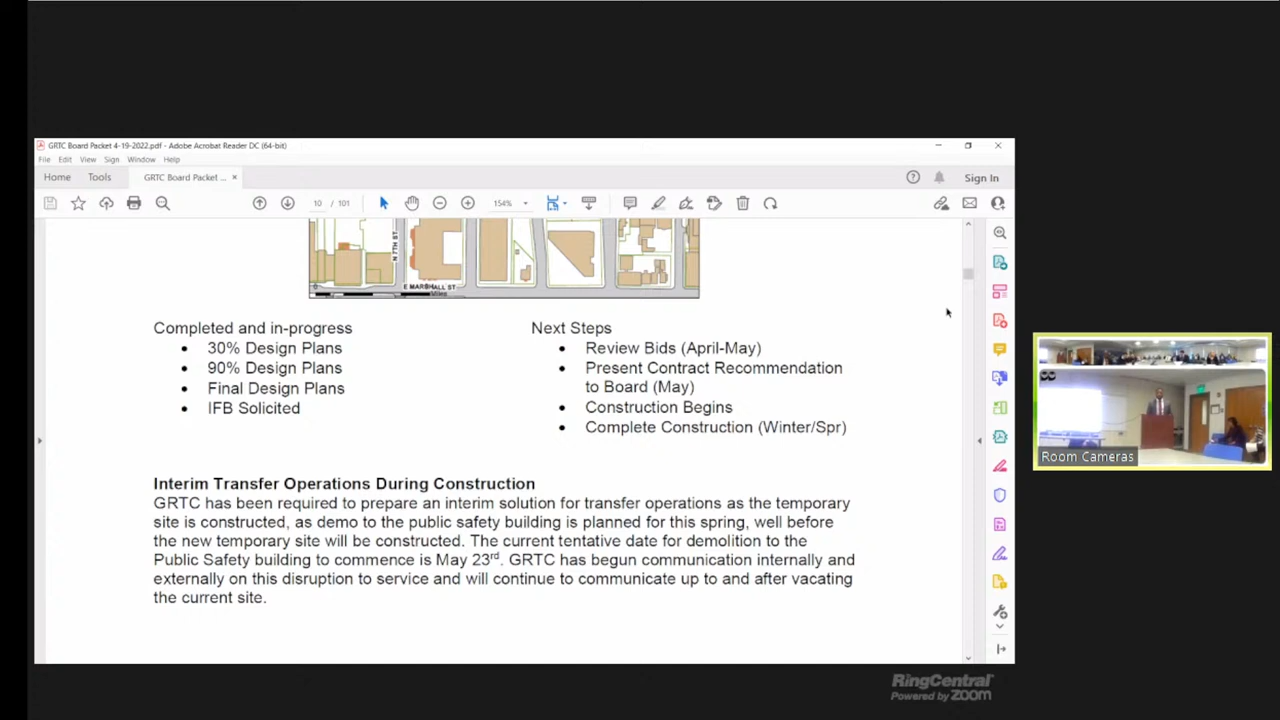 GRTC Board Packet 4-19-2022.pdf - Adobe Acrobat Reader DC (64-bit)
File Edit View Sign Window Help
Home Tools GRTC Board Packet ... × Sign In
10 / 101 154%
N 7TH ST
E MARSHALL ST
0 Miles
Completed and in-progress
• 30% Design Plans
• 90% Design Plans
• Final Design Plans
• IFB Solicited
Next Steps
• Review Bids (April-May)
• Present Contract Recommendation
to Board (May)
• Construction Begins
• Complete Construction (Winter/Spr)
Interim Transfer Operations During Construction
GRTC has been required to prepare an interim solution for transfer operations as the temporary
site is constructed, as demo to the public safety building is planned for this spring, well before
the new temporary site will be constructed. The current tentative date for demolition to the
Public Safety building to commence is May 23rd. GRTC has begun communication internally and
externally on this disruption to service and will continue to communicate up to and after vacating
the current site.
Room Cameras
RingCentral
Powered by zoom